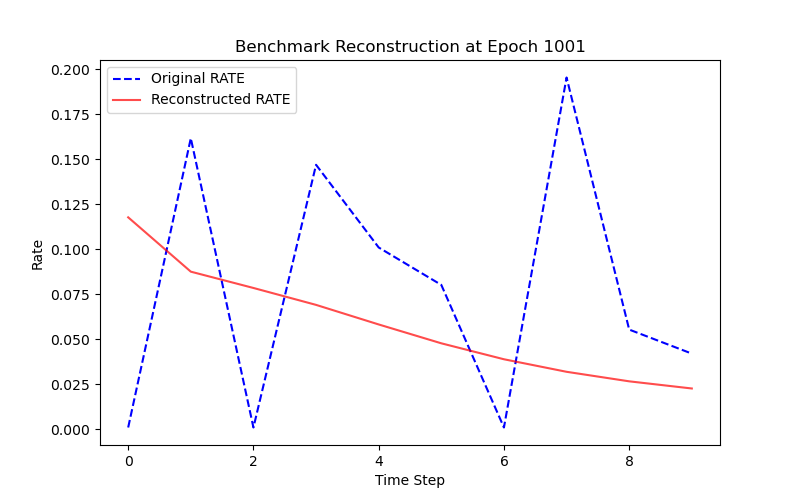 Benchmark Reconstruction at Epoch 1001
Original RATE
Reconstructed RATE
0.200
0.175
0.150
0.125
0.100
0.075
0.050
0.025
0.000
Rate
0 2 4 6 8
Time Step